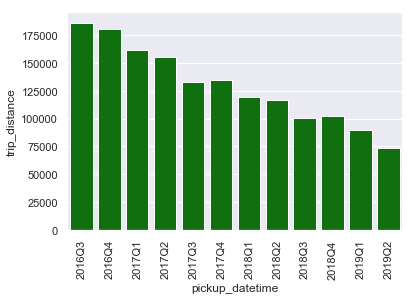 175000
150000
125000
100000
75000
50000
25000
0
trip_distance
2016Q3
2016Q4
2017Q1
2017Q2
2017Q3
2017Q4
2018Q1
2018Q2
2018Q3
2018Q4
2019Q1
2019Q2
pickup_datetime